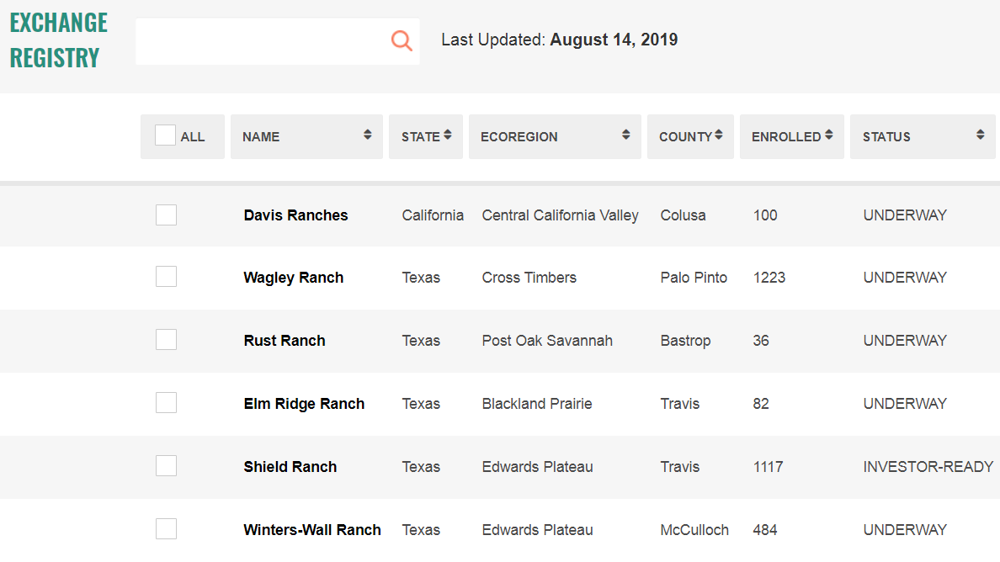 EXCHANGE
REGISTRY
Last Updated: August 14, 2019
ALL NAME STATE ECOREGION COUNTY ENROLLED STATUS
Davis Ranches California Central California Valley Colusa 100 UNDERWAY
Wagley Ranch Texas Cross Timbers Palo Pinto 1223 UNDERWAY
Rust Ranch Texas Post Oak Savannah Bastrop 36 UNDERWAY
Elm Ridge Ranch Texas Blackland Prairie Travis 82 UNDERWAY
Shield Ranch Texas Edwards Plateau Travis 1117 INVESTOR-READY
Winters-Wall Ranch Texas Edwards Plateau McCulloch 484 UNDERWAY